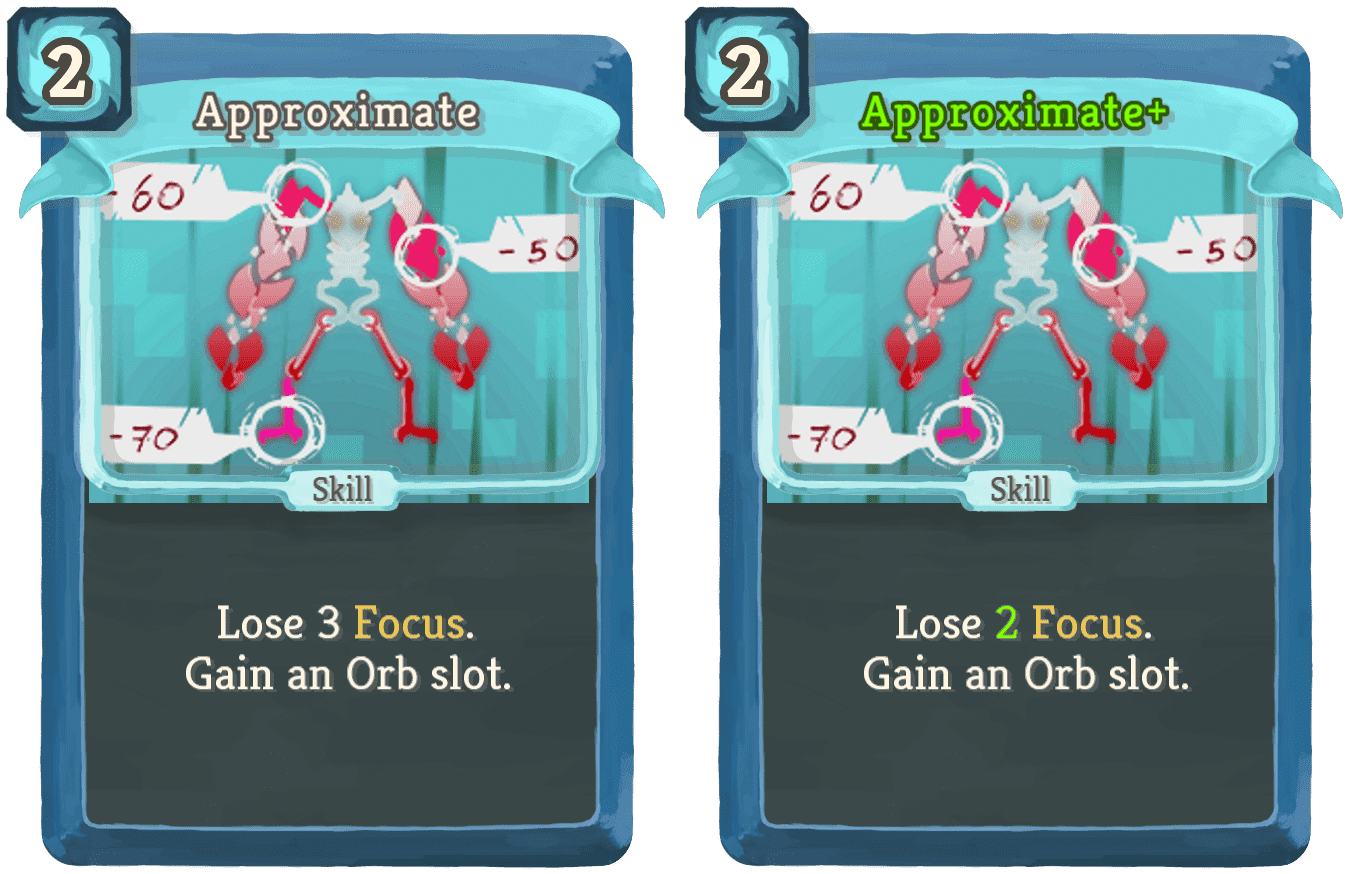 2
Approximate
- 60
- 50
-70
Skill
Lose 3 Focus.
Gain an Orb slot.
2
Approximate+
- 60
- 50
-70
Skill
Lose 2 Focus.
Gain an Orb slot.